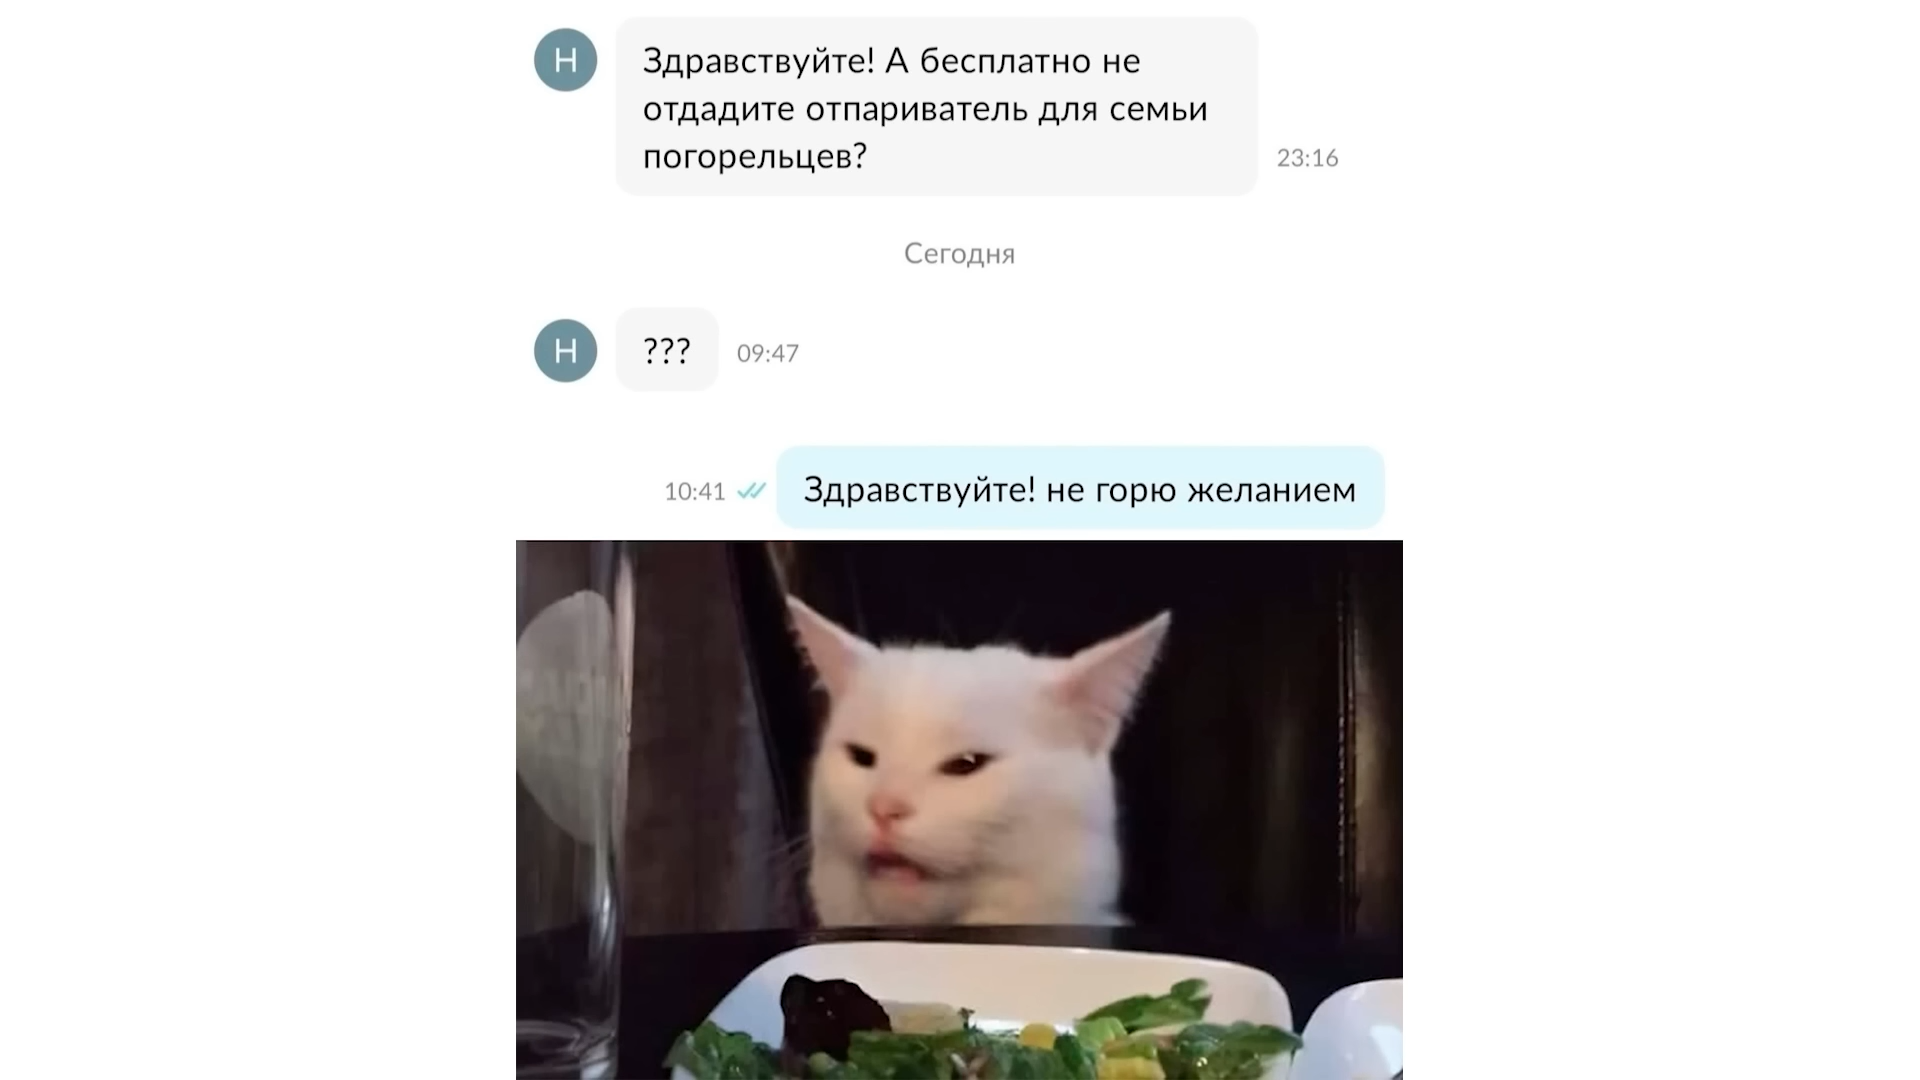 Н
Здравствуйте! А бесплатно не
отдадите отпариватель для семьи
погорельцев?
23:16
Сегодня
Н
???
09:47
10:41
Здравствуйте! не горю желанием